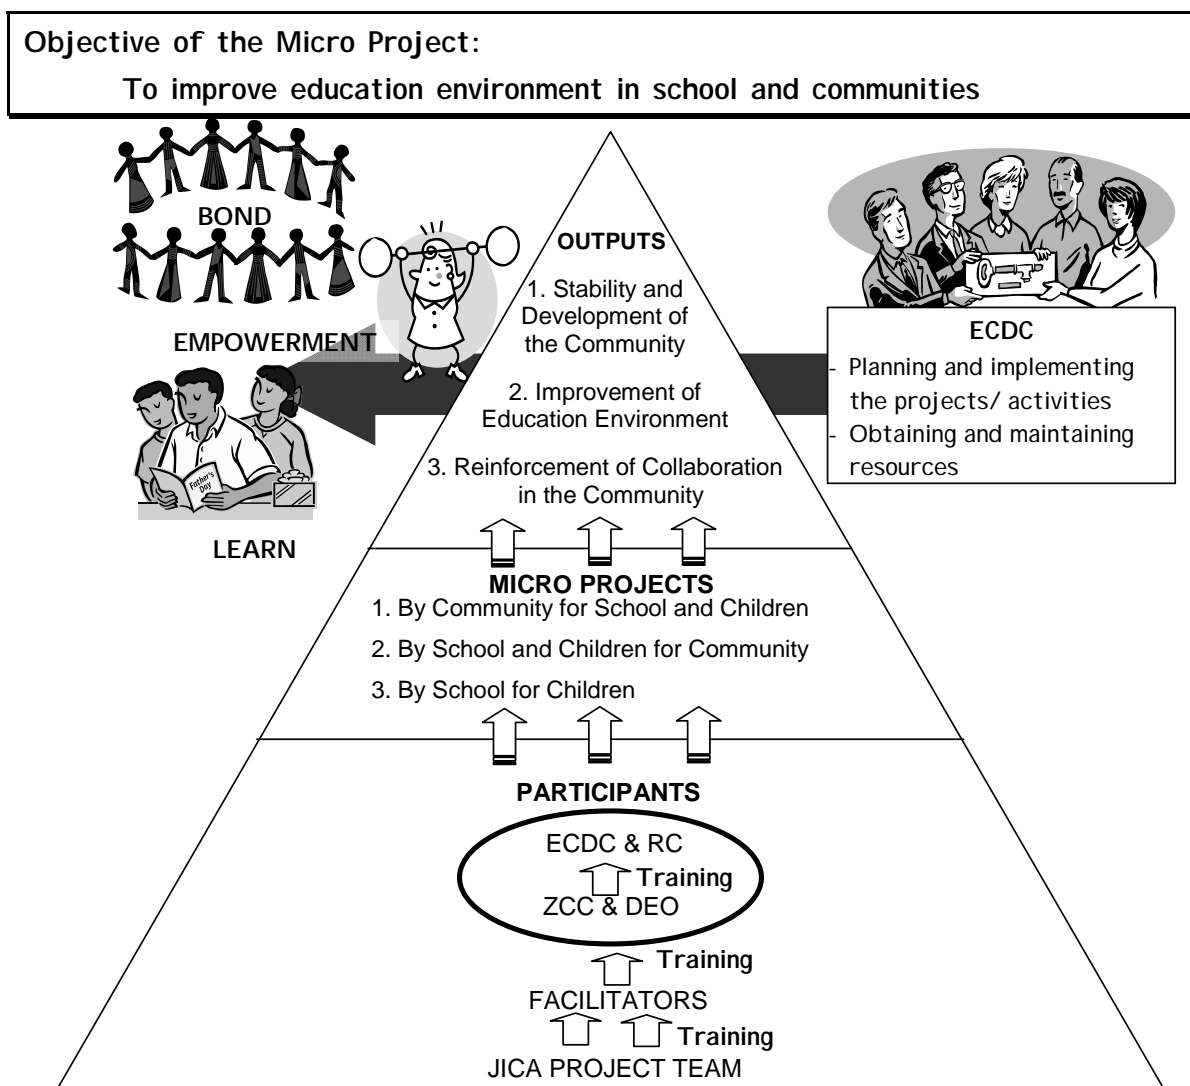 Objective of the Micro Project:
To improve education environment in school and communities
BOND
EMPOWERMENT
Father's
Day
LEARN
OUTPUTS
1. Stability and
Development of
the Community
2. Improvement of
Education Environment
3. Reinforcement of Collaboration
in the Community
ECDC
- Planning and implementing
the projects/ activities
- Obtaining and maintaining
resources
MICRO PROJECTS
1. By Community for School and Children
2. By School and Children for Community
3. By School for Children
PARTICIPANTS
ECDC & RC
Training
ZCC & DEO
Training
FACILITATORS
Training
JICA PROJECT TEAM